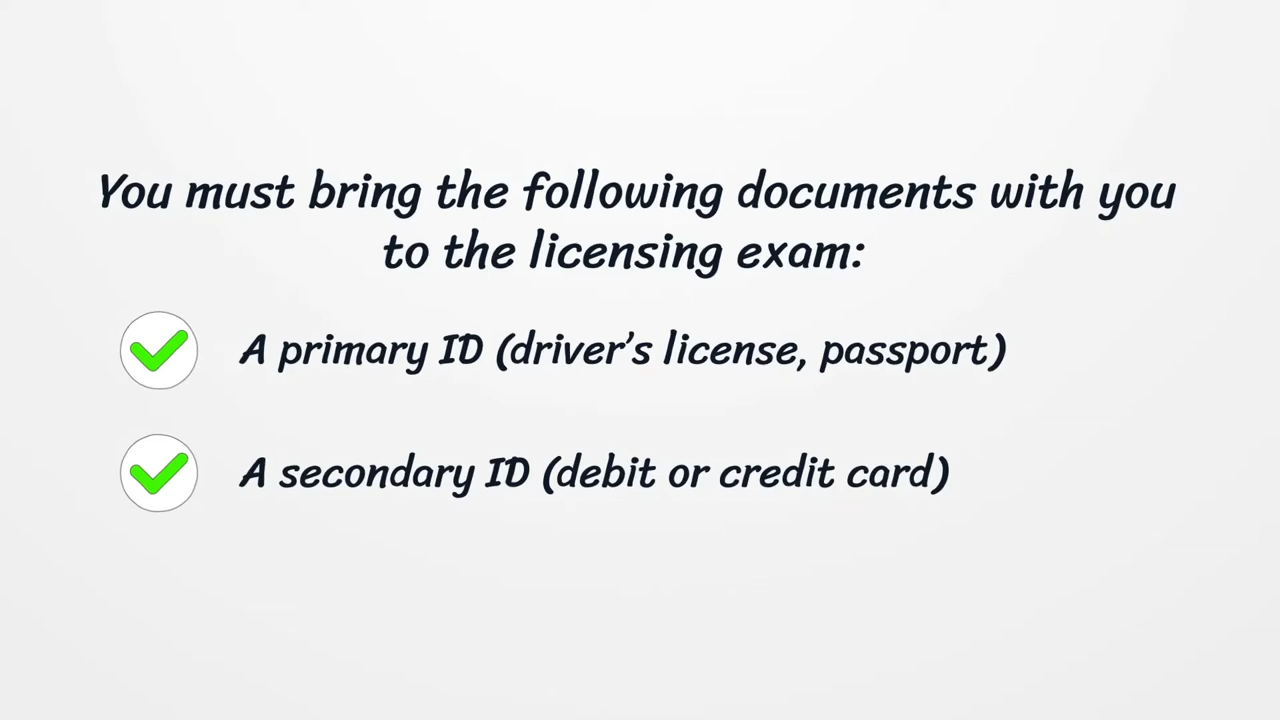 You must bring the following documents with you
to the licensing exam:
A primary ID (driver’s license, passport)
A secondary ID (debit or credit card)